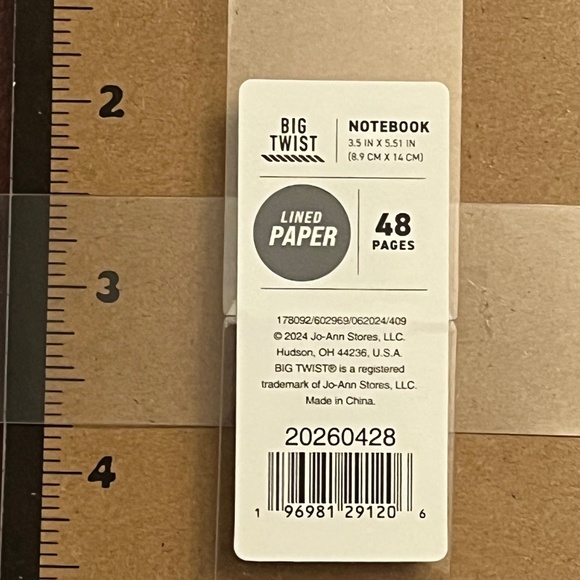 2
3
4
BIG
TWIST
NOTEBOOK
3.5 IN X 5.51 IN
(8.9 CM X 14 CM)
LINED
PAPER
48
PAGES
178092/602969/062024/409
© 2024 Jo-Ann Stores, LLC.
Hudson, OH 44236, U.S.A.
BIG TWIST® is a registered
trademark of Jo-Ann Stores, LLC.
Made in China.
20260428
1 96981 29120 6